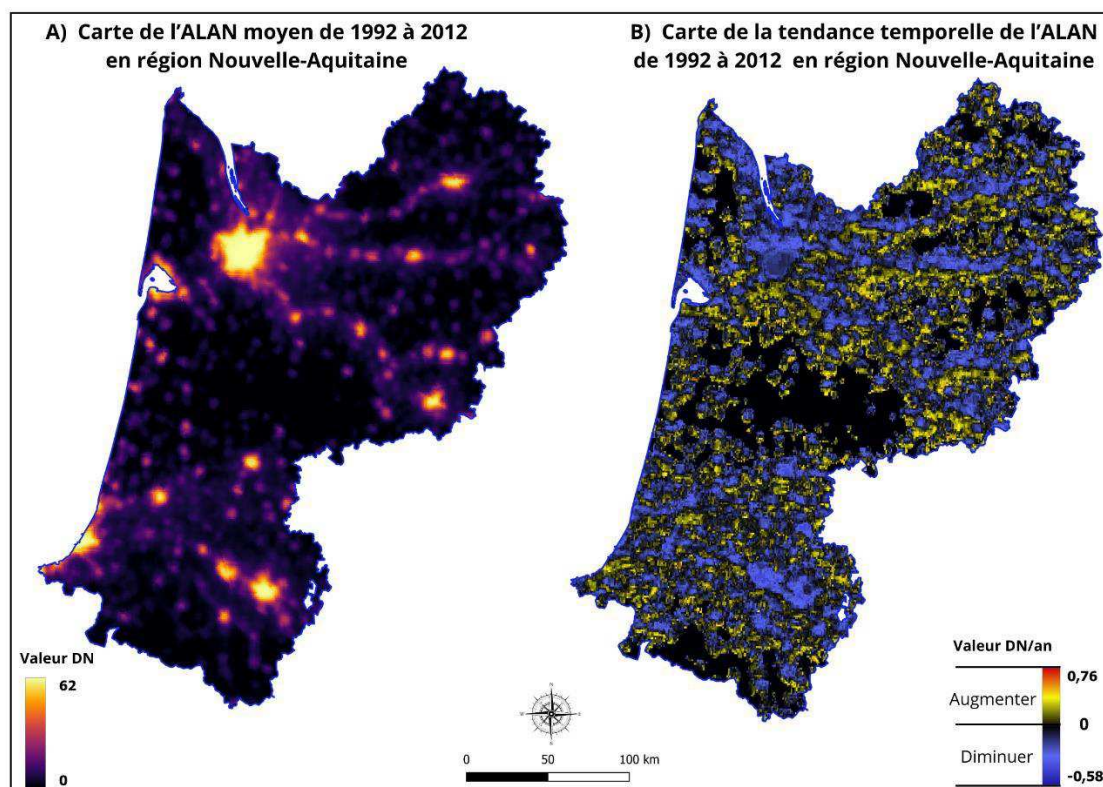 A) Carte de l'ALAN moyen de 1992 à 2012
en région Nouvelle-Aquitaine
B) Carte de la tendance temporelle de l'ALAN
de 1992 à 2012 en région Nouvelle-Aquitaine
Valeur DN
62
0
0 50 100 km
Valeur DN/an
0,76
Augmenter
0
Diminuer
-0,58